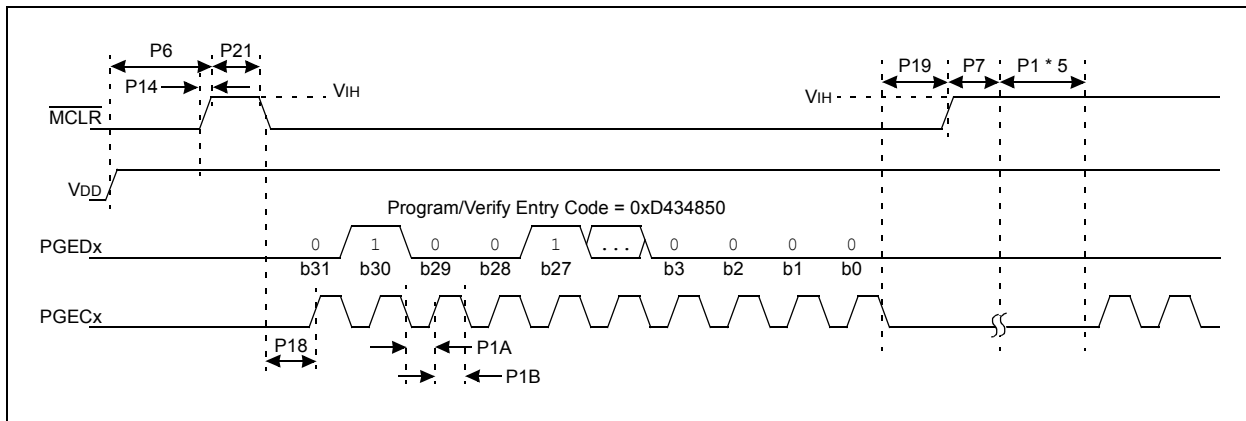 P6 P21 P19 P7 P1 * 5
P14 VIH VIH
MCLR
VDD
Program/Verify Entry Code = 0xD434850
PGEDx 0 1 0 0 1 ... 0 0 0 0
b31 b30 b29 b28 b27 b3 b2 b1 b0
PGECx
P18 P1A
P1B